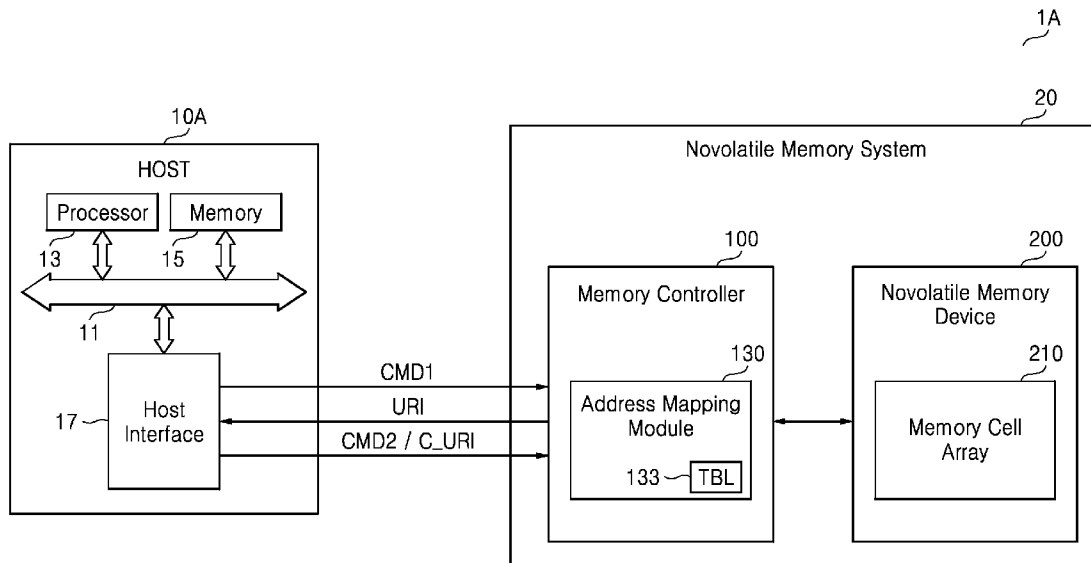 1A
20
Novolatile Memory System
10A
HOST
Processor
Memory
13
15
11
17
Host
Interface
CMD1
URI
CMD2 / C_URI
100
Memory Controller
130
Address Mapping
Module
133
TBL
200
Novolatile Memory
Device
210
Memory Cell
Array